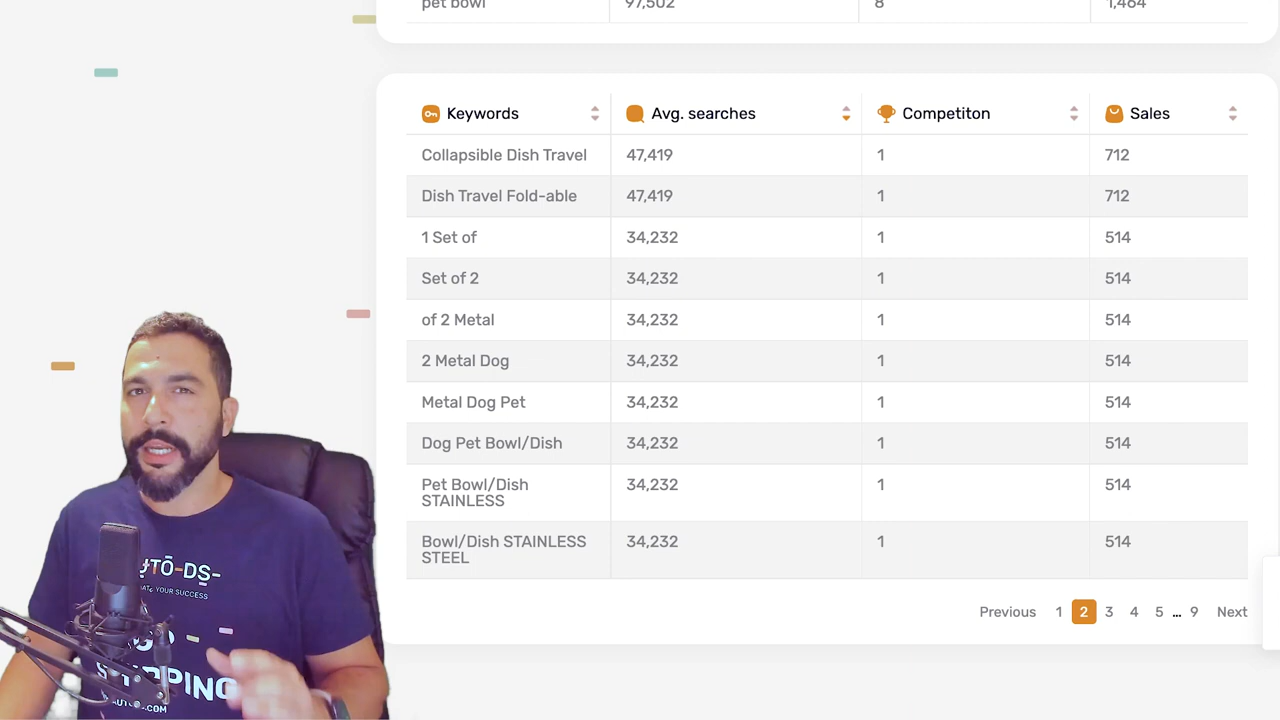 pet bowl 97,502 8 1,464
Keywords Avg. searches Competiton Sales
Collapsible Dish Travel 47,419 1 712
Dish Travel Fold-able 47,419 1 712
1 Set of 34,232 1 514
Set of 2 34,232 1 514
of 2 Metal 34,232 1 514
2 Metal Dog 34,232 1 514
Metal Dog Pet 34,232 1 514
Dog Pet Bowl/Dish 34,232 1 514
Pet Bowl/Dish 34,232 1 514
STAINLESS
Bowl/Dish STAINLESS 34,232 1 514
STEEL
Previous 1 2 3 4 5 ... 9 Next
YOUR SUCCESS